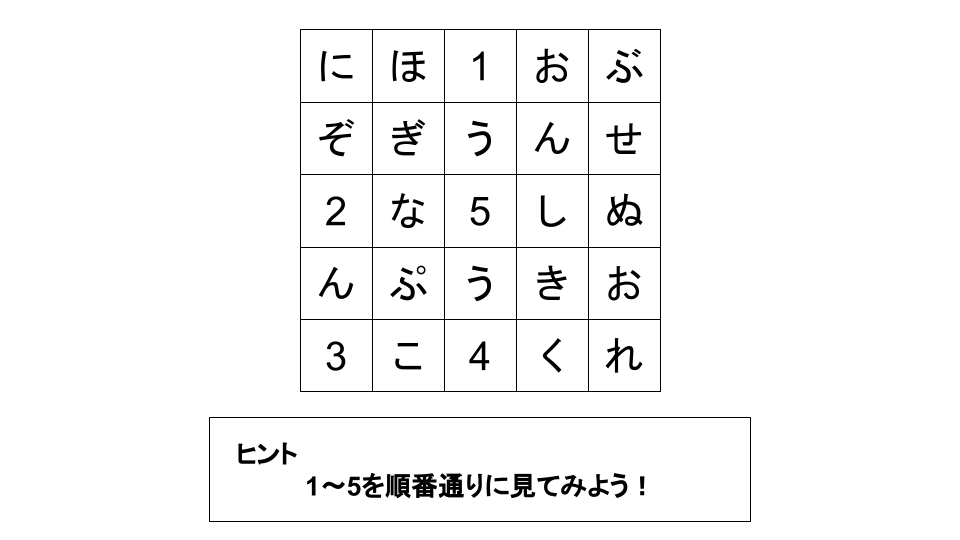 に ほ 1 お ぶ
ぞ ぎ う ん せ
2 な 5 し ぬ
ん ぷ う き お
3 こ 4 く れ
ヒント
1～5を順番通りに見てみよう！